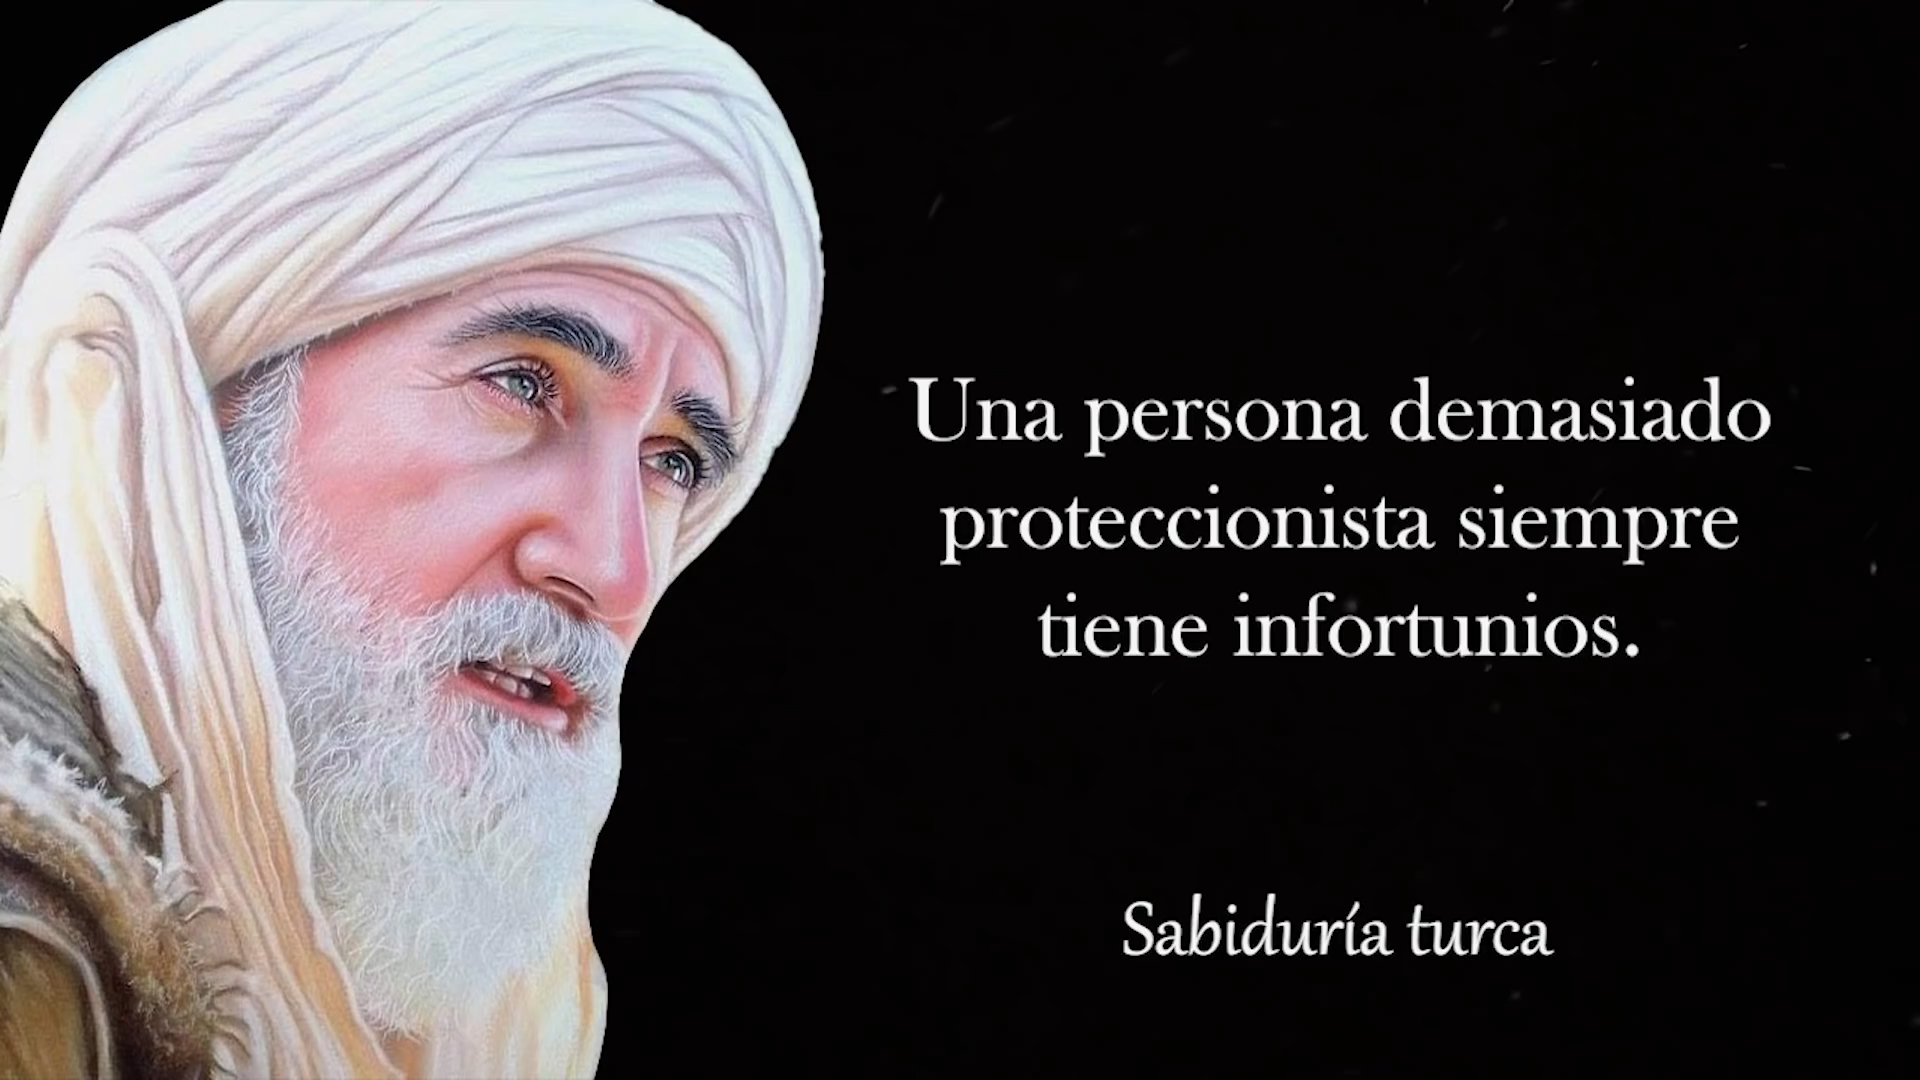 Una persona demasiado
proteccionista siempre
tiene infortunios.
Sabiduría turca